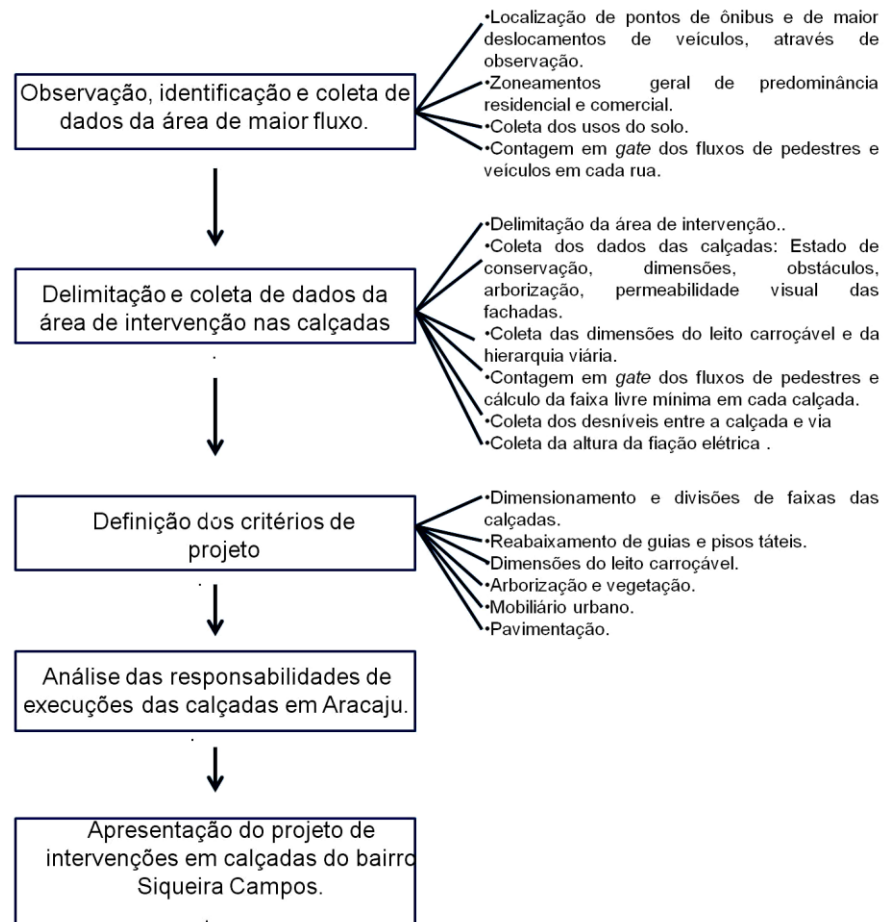 Observação, identificação e coleta de
dados da área de maior fluxo.
•Localização de pontos de ônibus e de maior
deslocamentos de veículos, através de
observação.
•Zoneamentos geral de predominância
residencial e comercial.
•Coleta dos usos do solo.
•Contagem em gate dos fluxos de pedestres e
veículos em cada rua.
Delimitação e coleta de dados da
área de intervenção nas calçadas
.
•Delimitação da área de intervenção..
•Coleta dos dados das calçadas: Estado de
conservação, dimensões, obstáculos,
arborização, permeabilidade visual das
fachadas.
•Coleta das dimensões do leito carroçável e da
hierarquia viária.
•Contagem em gate dos fluxos de pedestres e
cálculo da faixa livre mínima em cada calçada.
•Coleta dos desníveis entre a calçada e via
•Coleta da altura da fiação elétrica .
Definição dos critérios de
projeto
.
•Dimensionamento e divisões de faixas das
calçadas.
•Reabaixamento de guias e pisos táteis.
•Dimensões do leito carroçável.
•Arborização e vegetação.
•Mobiliário urbano.
•Pavimentação.
Análise das responsabilidades de
execuções das calçadas em Aracaju.
.
Apresentação do projeto de
intervenções em calçadas do bairro
Siqueira Campos.
.